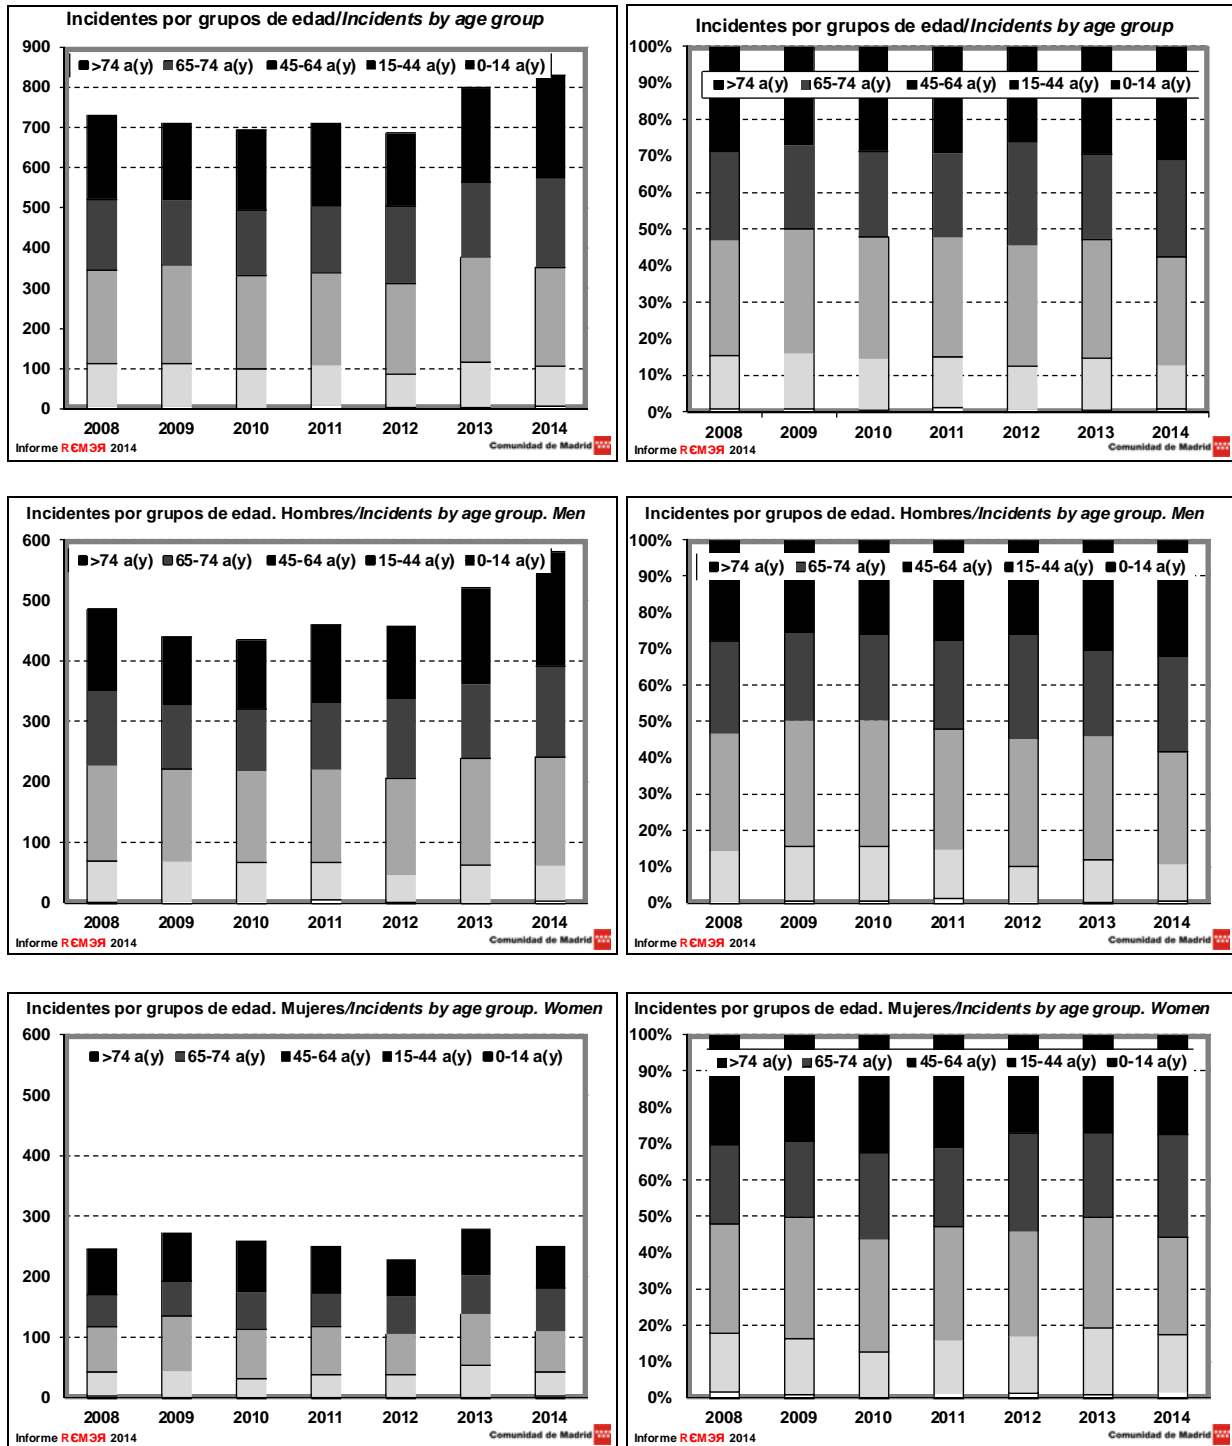 Incidentes por grupos de edad/Incidents by age group
900
800
700
600
500
400
300
200
100
0
>74 a(y) 65-74 a(y) 45-64 a(y) 15-44 a(y) 0-14 a(y)
2008 2009 2010 2011 2012 2013 2014
Informe RЄMЭЯ 2014
Comunidad de Madrid
Incidentes por grupos de edad/Incidents by age group
100%
90%
80%
70%
60%
50%
40%
30%
20%
10%
0%
>74 a(y) 65-74 a(y) 45-64 a(y) 15-44 a(y) 0-14 a(y)
2008 2009 2010 2011 2012 2013 2014
Informe RЄMЭЯ 2014
Comunidad de Madrid
Incidentes por grupos de edad. Hombres/Incidents by age group. Men
600
500
400
300
200
100
0
>74 a(y) 65-74 a(y) 45-64 a(y) 15-44 a(y) 0-14 a(y)
2008 2009 2010 2011 2012 2013 2014
Informe RЄMЭЯ 2014
Comunidad de Madrid
Incidentes por grupos de edad. Hombres/Incidents by age group. Men
100%
90%
80%
70%
60%
50%
40%
30%
20%
10%
0%
>74 a(y) 65-74 a(y) 45-64 a(y) 15-44 a(y) 0-14 a(y)
2008 2009 2010 2011 2012 2013 2014
Informe RЄMЭЯ 2014
Comunidad de Madrid
Incidentes por grupos de edad. Mujeres/Incidents by age group. Women
600
500
400
300
200
100
0
>74 a(y) 65-74 a(y) 45-64 a(y) 15-44 a(y) 0-14 a(y)
2008 2009 2010 2011 2012 2013 2014
Informe RЄMЭЯ 2014
Comunidad de Madrid
Incidentes por grupos de edad. Mujeres/Incidents by age group. Women
100%
90%
80%
70%
60%
50%
40%
30%
20%
10%
0%
>74 a(y) 65-74 a(y) 45-64 a(y) 15-44 a(y) 0-14 a(y)
2008 2009 2010 2011 2012 2013 2014
Informe RЄMЭЯ 2014
Comunidad de Madrid